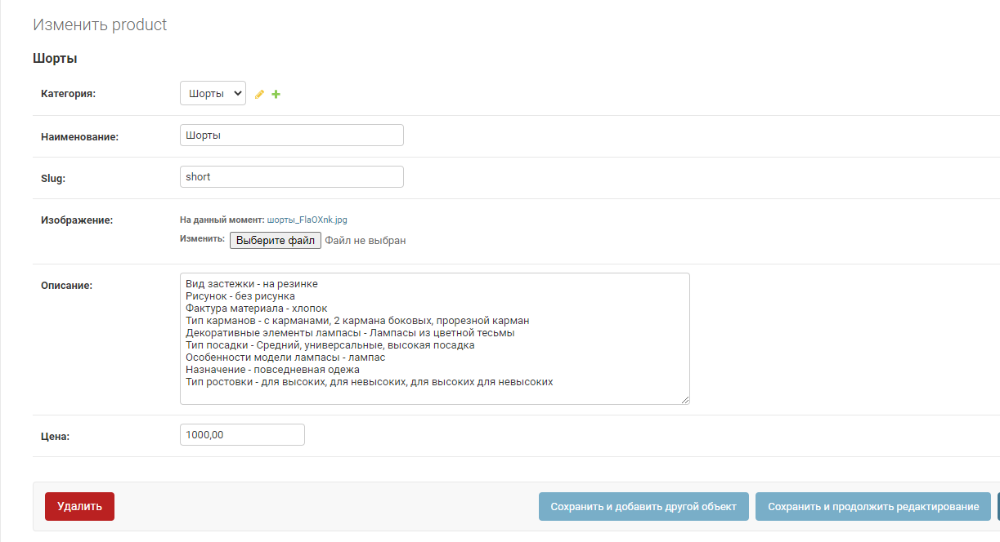 Изменить product
Шорты
Категория: Шорты
Наименование: Шорты
Slug: short
Изображение: На данный момент: шорты_FlaOXnk.jpg
Изменить: Выберите файл Файл не выбран
Описание: Вид застежки - на резинке
Рисунок - без рисунка
Фактура материала - хлопок
Тип карманов - с карманами, 2 кармана боковых, прорезной карман
Декоративные элементы лампасы - Лампасы из цветной тесьмы
Тип посадки - Средний, универсальные, высокая посадка
Особенности модели лампасы - лампас
Назначение - повседневная одежа
Тип ростовки - для высоких, для невысоких, для высоких для невысоких
Цена: 1000,00
Удалить Сохранить и добавить другой объект Сохранить и продолжить редактирование